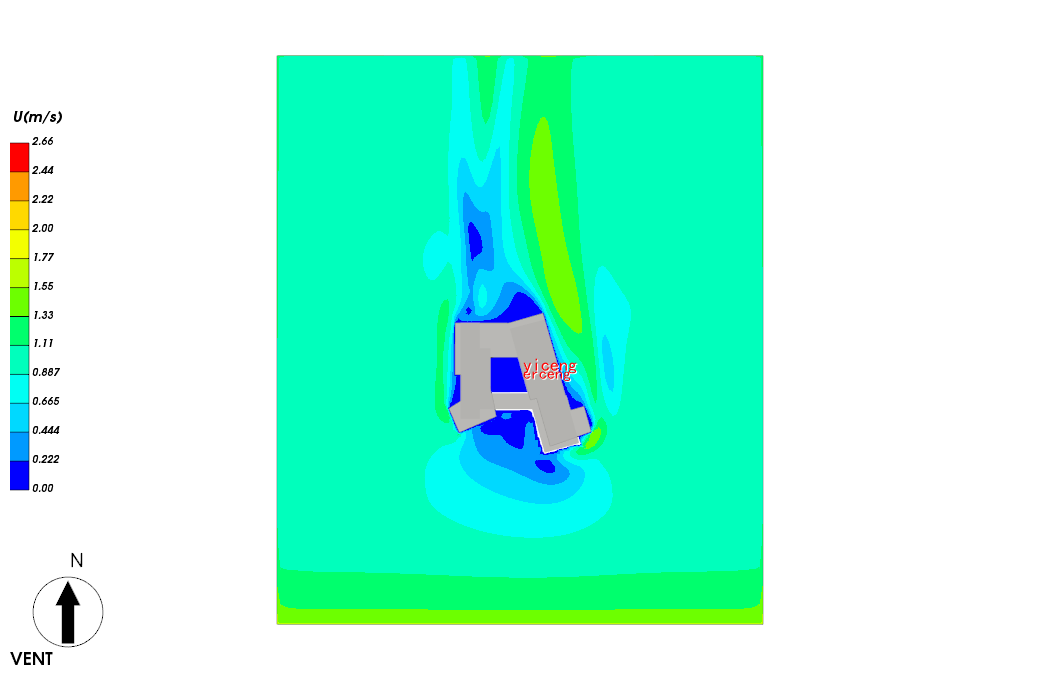 U(m/s)
2.66
2.44
2.22
2.00
1.77
1.55
1.33
1.11
0.887
0.665
0.444
0.222
0.00
yiceng
erceng
N
VENT